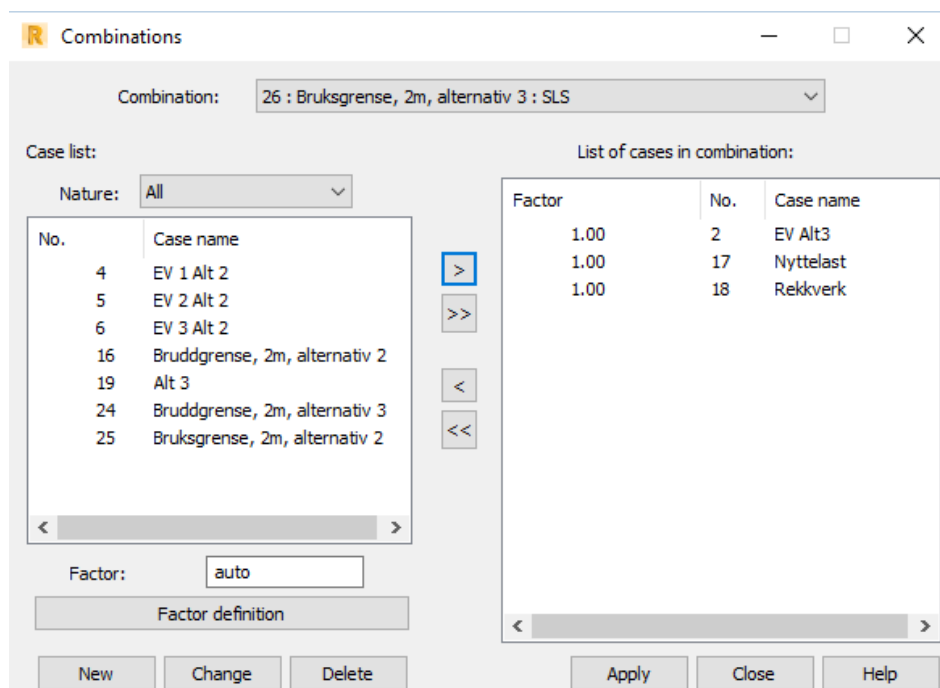 R Combinations
Combination: 26 : Bruksgrense, 2m, alternativ 3 : SLS
Case list:
Nature: All
No. Case name
4 EV 1 Alt 2
5 EV 2 Alt 2
6 EV 3 Alt 2
16 Bruddgrense, 2m, alternativ 2
19 Alt 3
24 Bruddgrense, 2m, alternativ 3
25 Bruksgrense, 2m, alternativ 2
Factor: auto
Factor definition
New Change Delete
>
>>
<
<<
List of cases in combination:
Factor No. Case name
1.00 2 EV Alt3
1.00 17 Nyttelast
1.00 18 Rekkverk
Apply Close Help